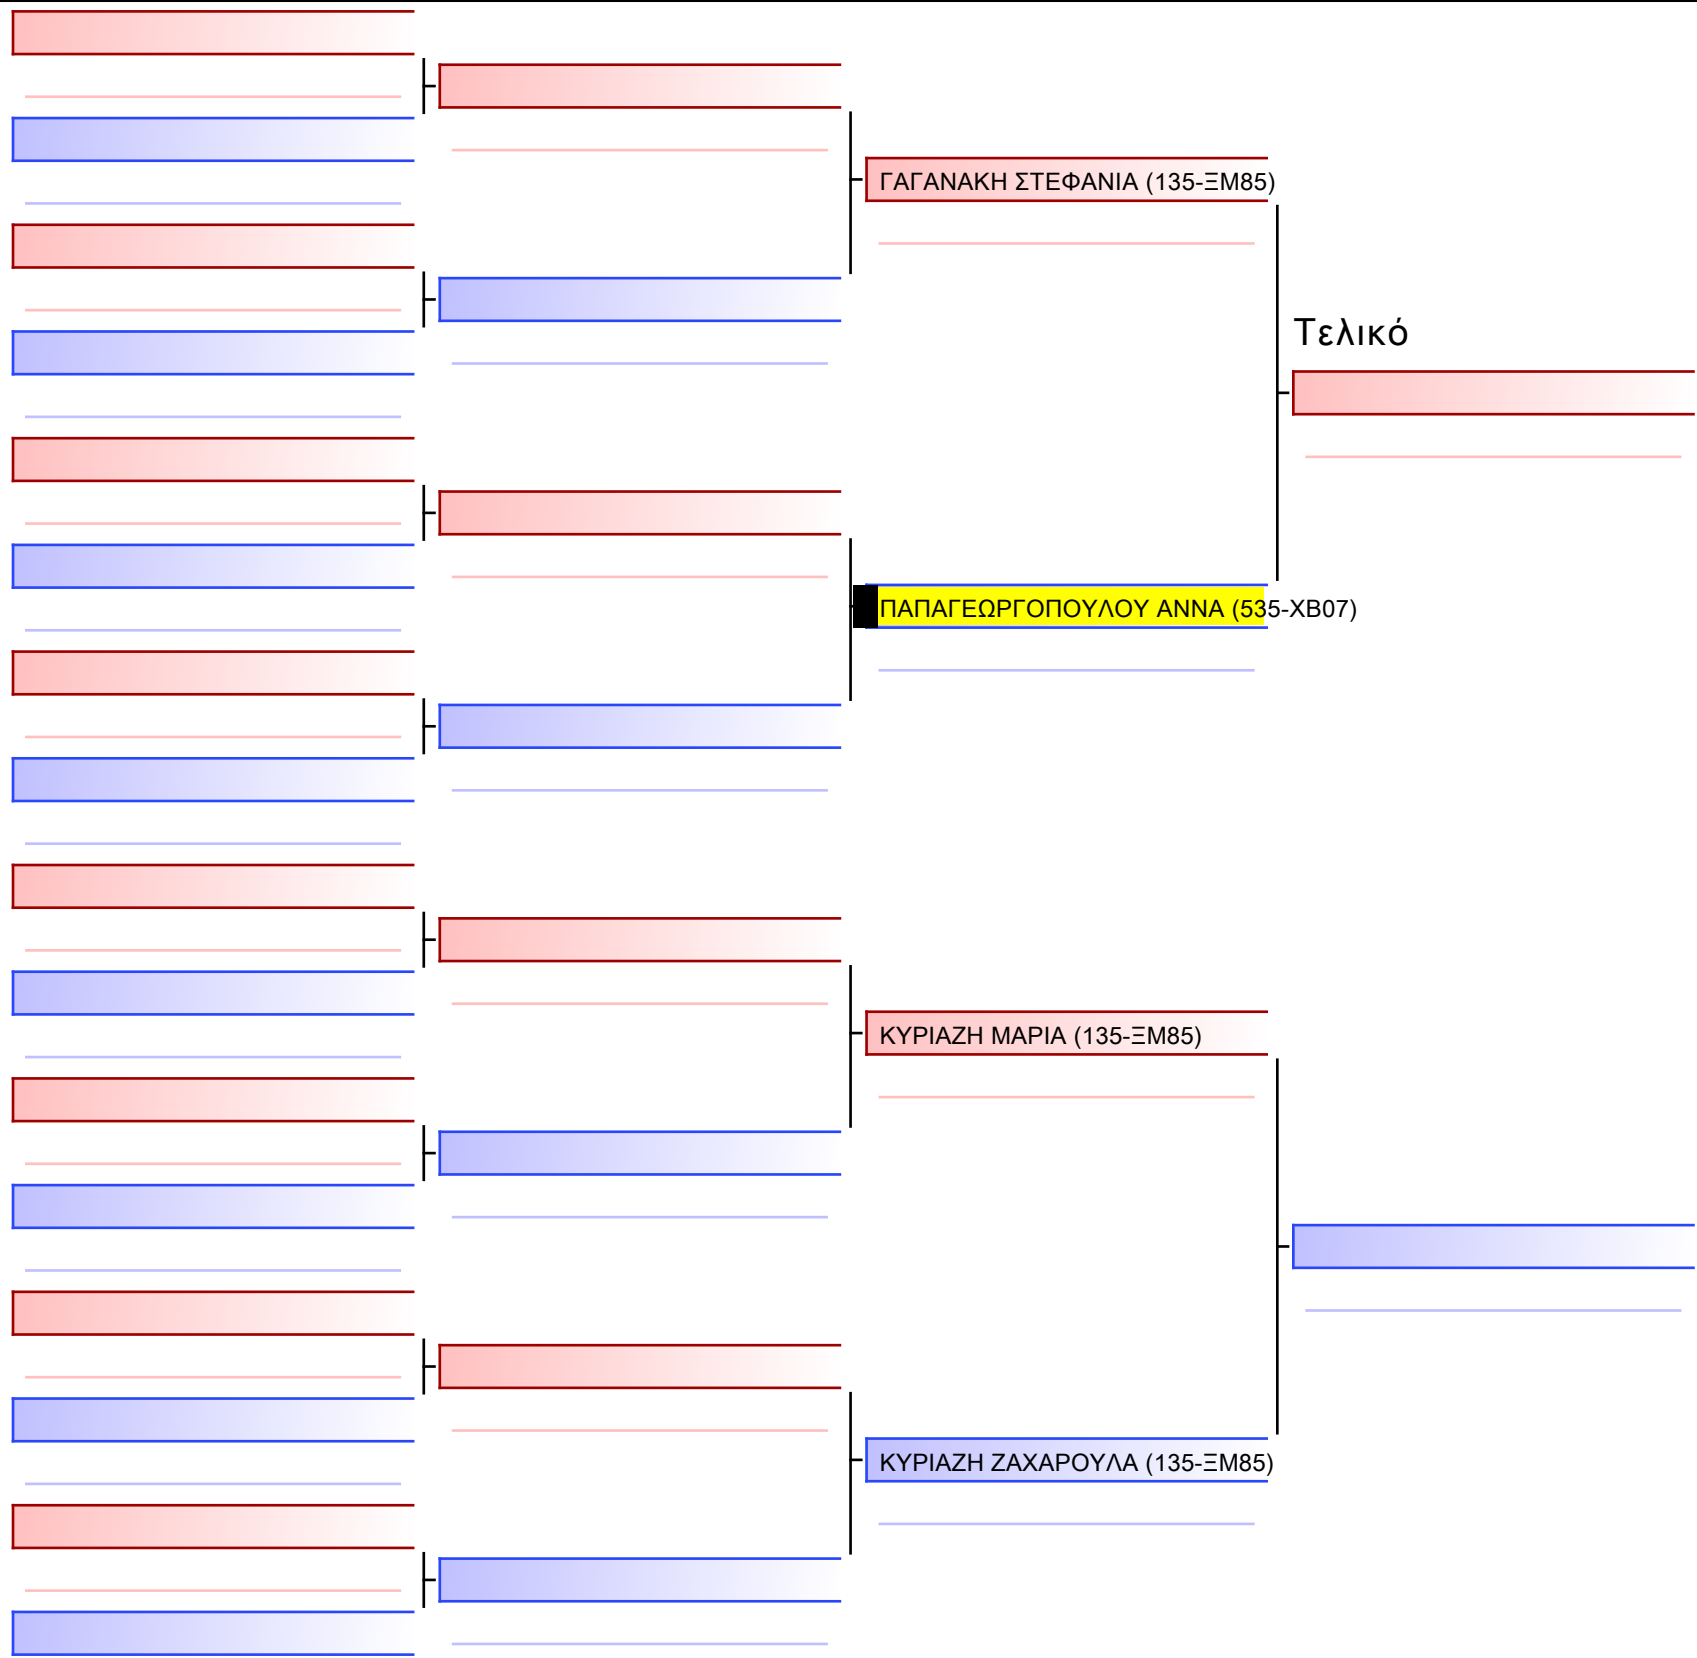 ΓΑΓΑΝΑΚΗ ΣΤΕΦΑΝΙΑ (135-ΞΜ85)
Τελικό
ΠΑΠΑΓΕΩΡΓΟΠΟΥΛΟΥ ΑΝΝΑ (535-ΧΒ07)
ΚΥΡΙΑΖΗ ΜΑΡΙΑ (135-ΞΜ85)
ΚΥΡΙΑΖΗ ΖΑΧΑΡΟΥΛΑ (135-ΞΜ85)